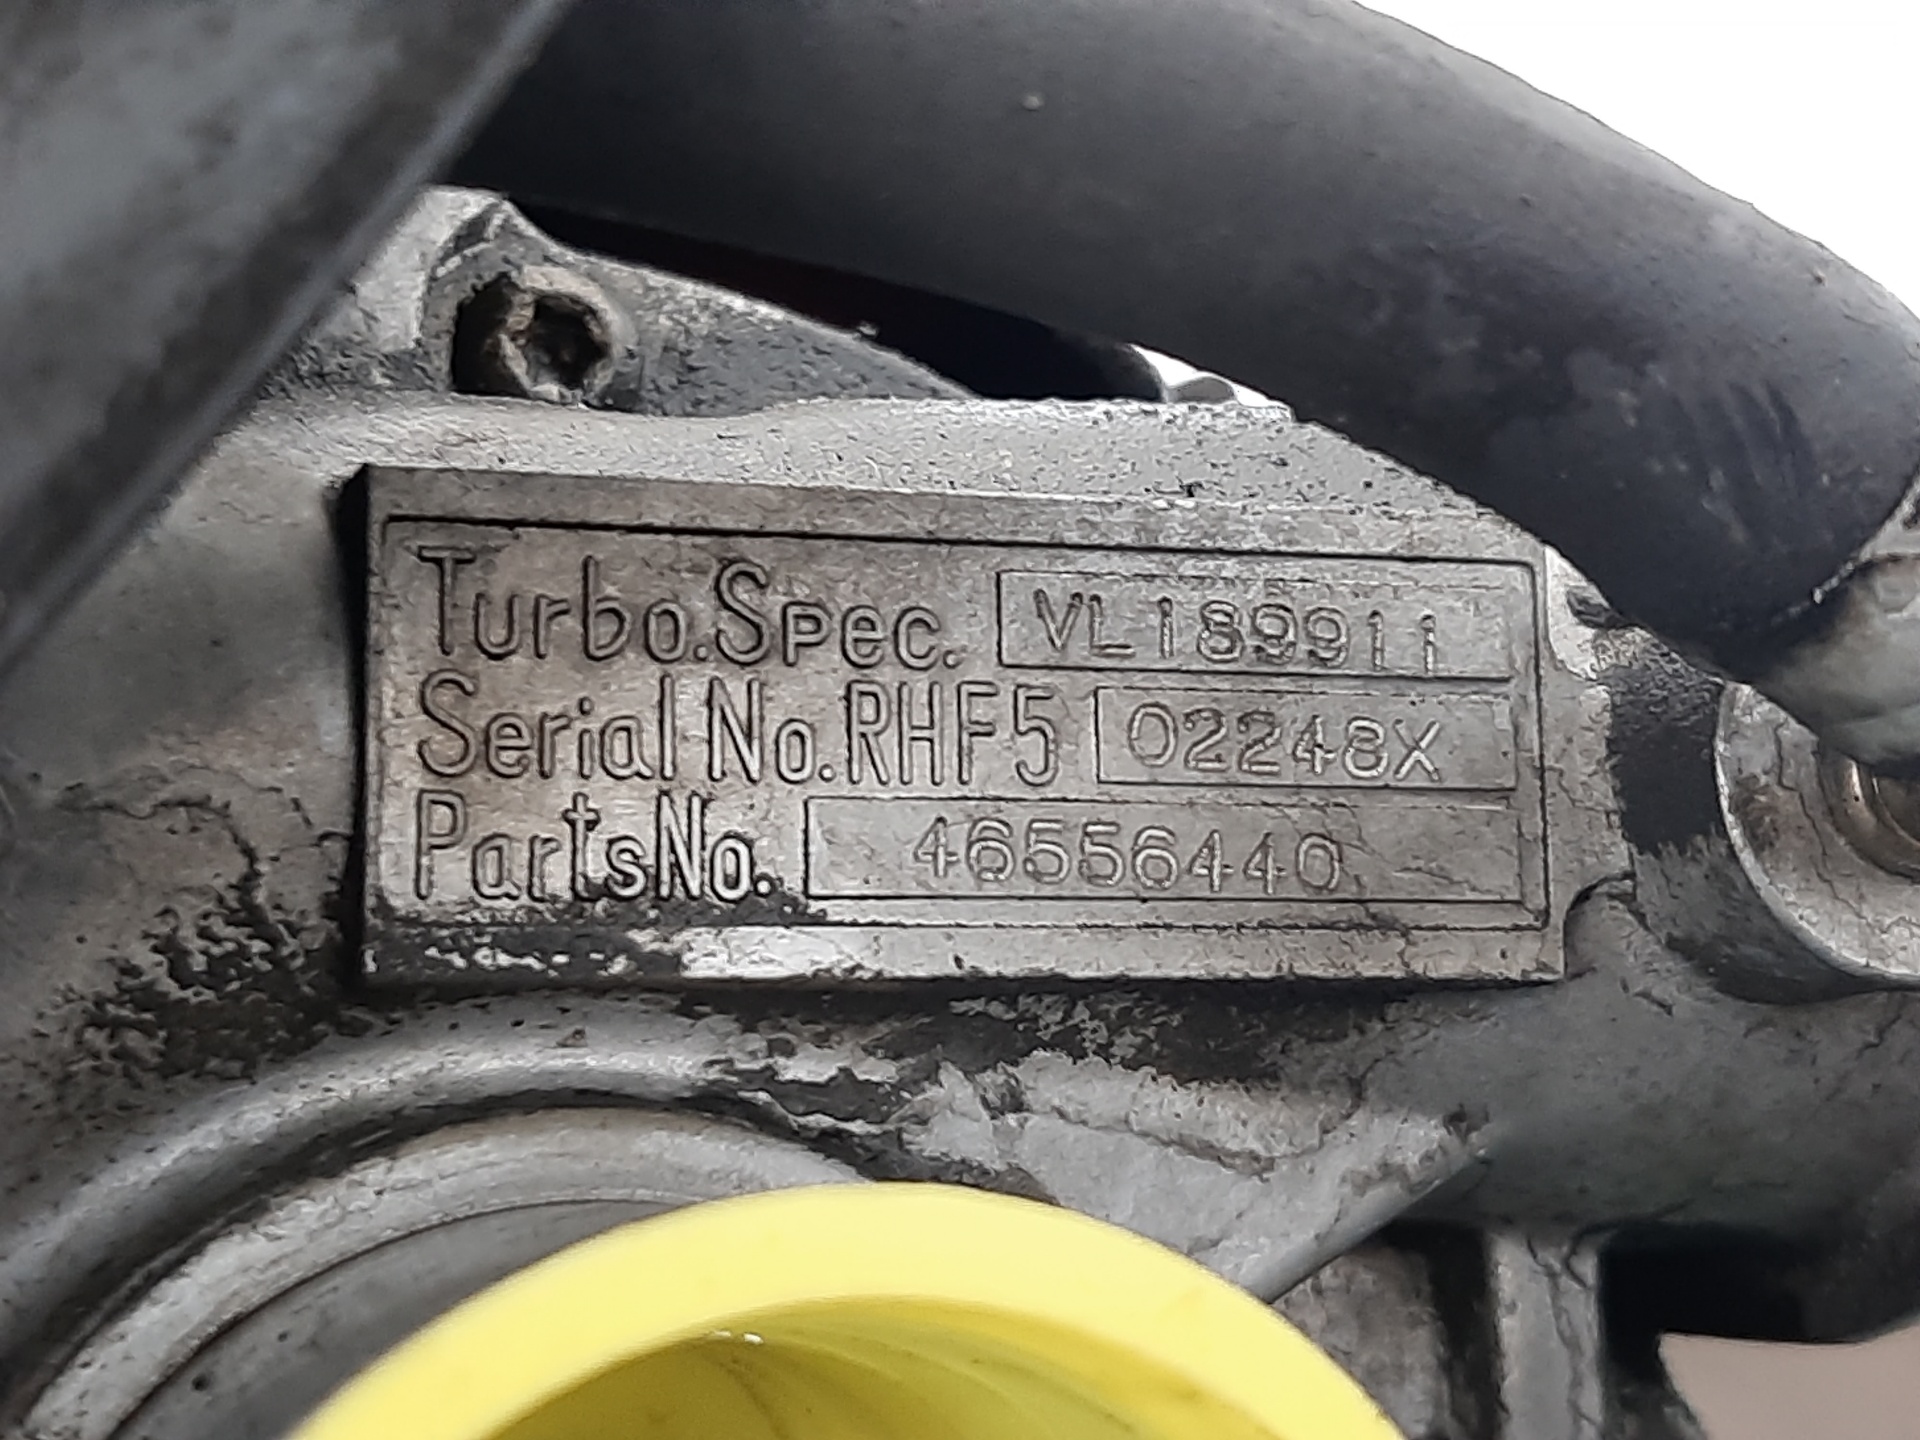 Turbo.Spec. VL189911
Serial No.RHF5 02248X
PartsNo. 46556440